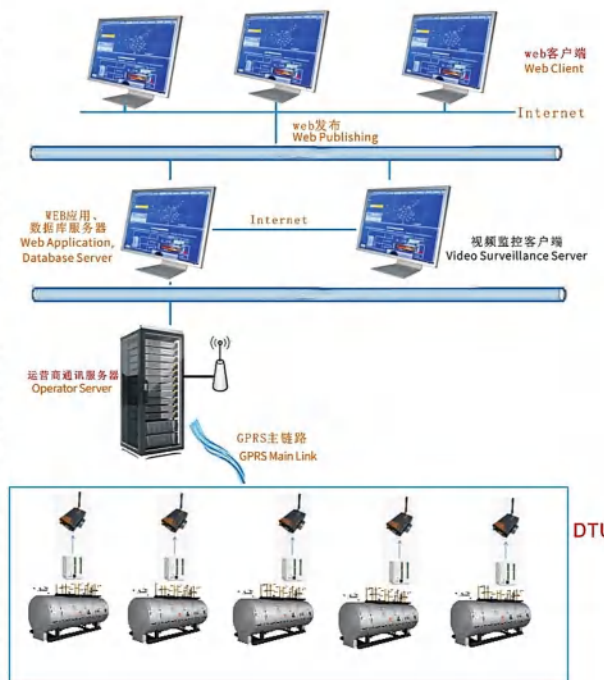 web客户端
Web Client
Internet
web发布
Web Publishing
WEB应用、
数据库服务器
Web Application,
Database Server
Internet
视频监控客户端
Video Surveillance Server
运营商通讯服务器
Operator Server
GPRS主链路
GPRS Main Link
DTU